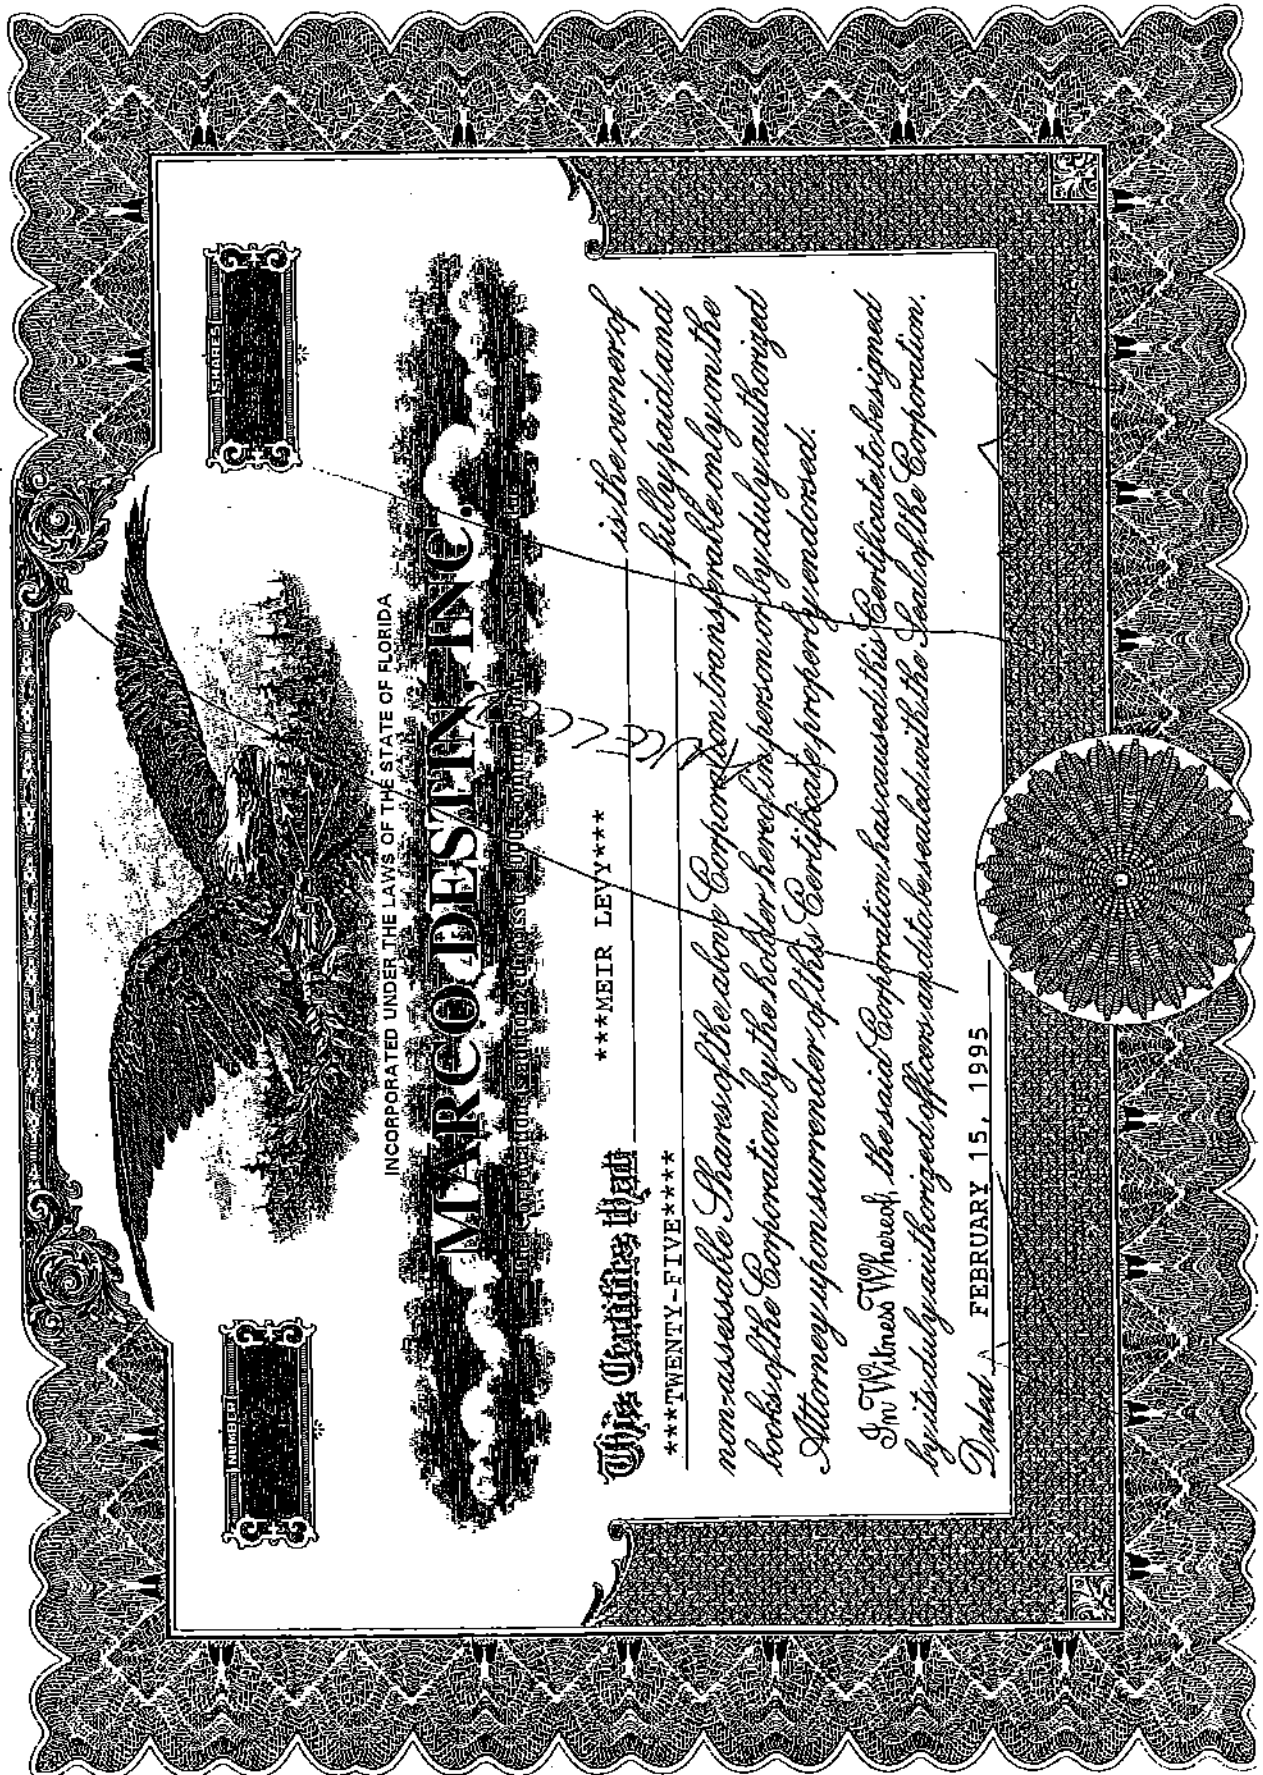 NUMBER
SHARES
INCORPORATED UNDER THE LAWS OF THE STATE OF FLORIDA
MARCO DESTIN, INC.
This Certifies that ***MEIR LEVY**** is the owner of
***TWENTY-FIVE**** fully paid and
non-assessable Shares of the above Corporation transferable only on the
books of the Corporation by the holder hereof in person or by duly authorized
Attorney upon surrender of this Certificate properly endorsed.
In Witness Whereof, the said Corporation has caused this Certificate to be signed
by its duly authorized officers and to be sealed with the Seal of the Corporation.
Dated FEBRUARY 15, 1995